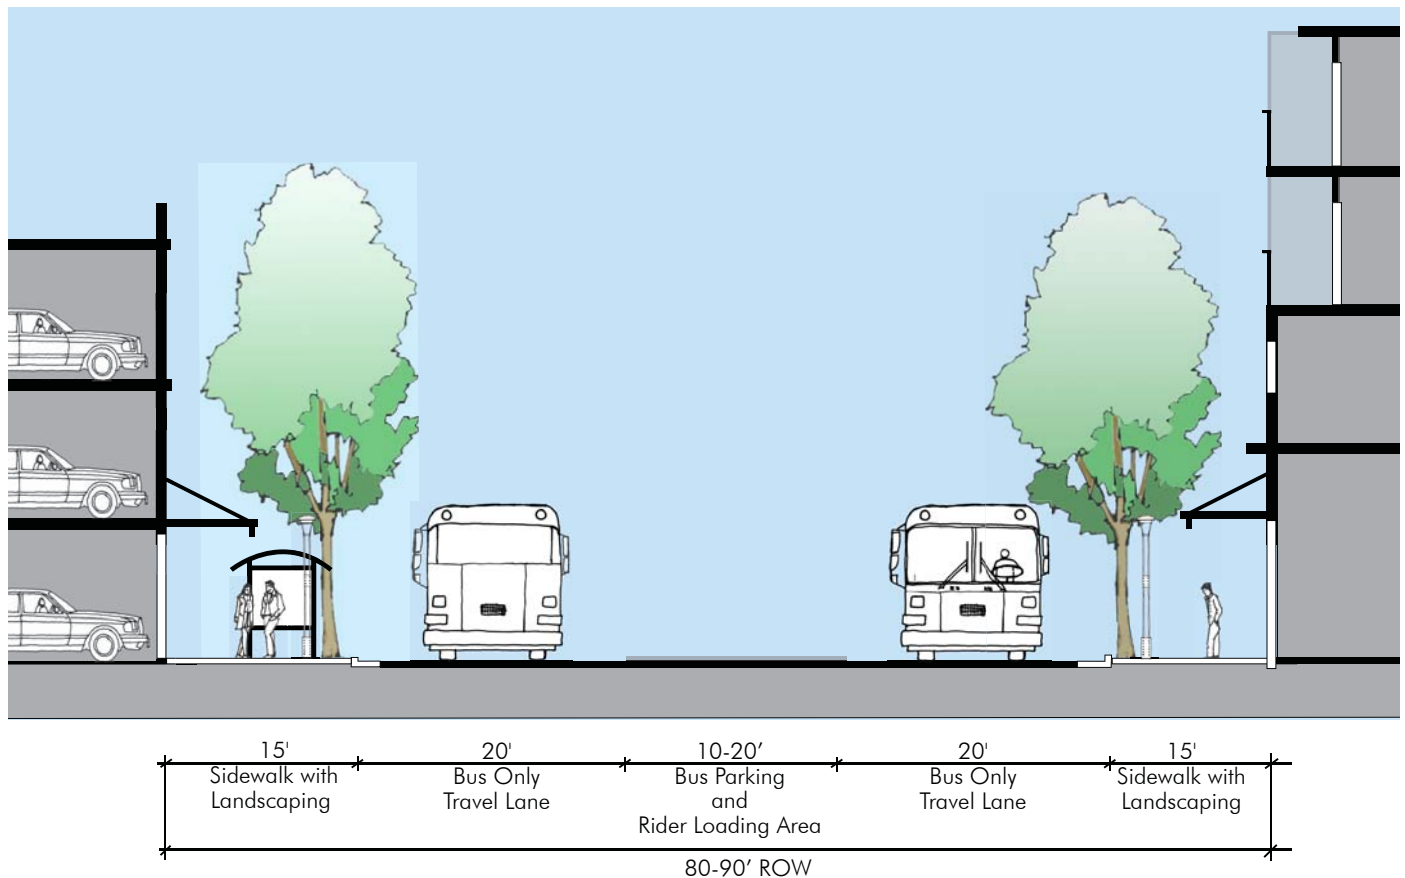 15'
20'
10-20’
20'
15'
Sidewalk with
Landscaping
Bus Only
Travel Lane
Bus Parking
and
Rider Loading Area
Bus Only
Travel Lane
Sidewalk with
Landscaping
80-90’ ROW